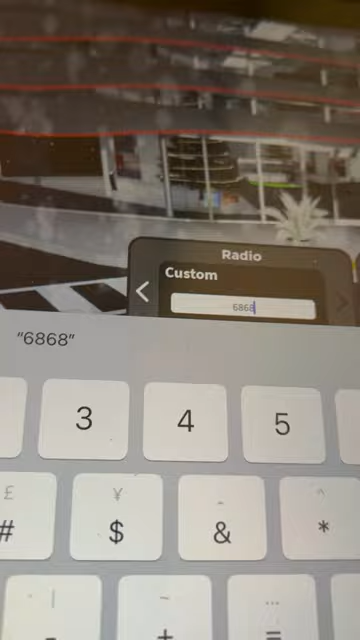 Radio
Custom
6868
"6868"
3 4 5
£ ¥ ^
# $ & *
~ ...
- + =